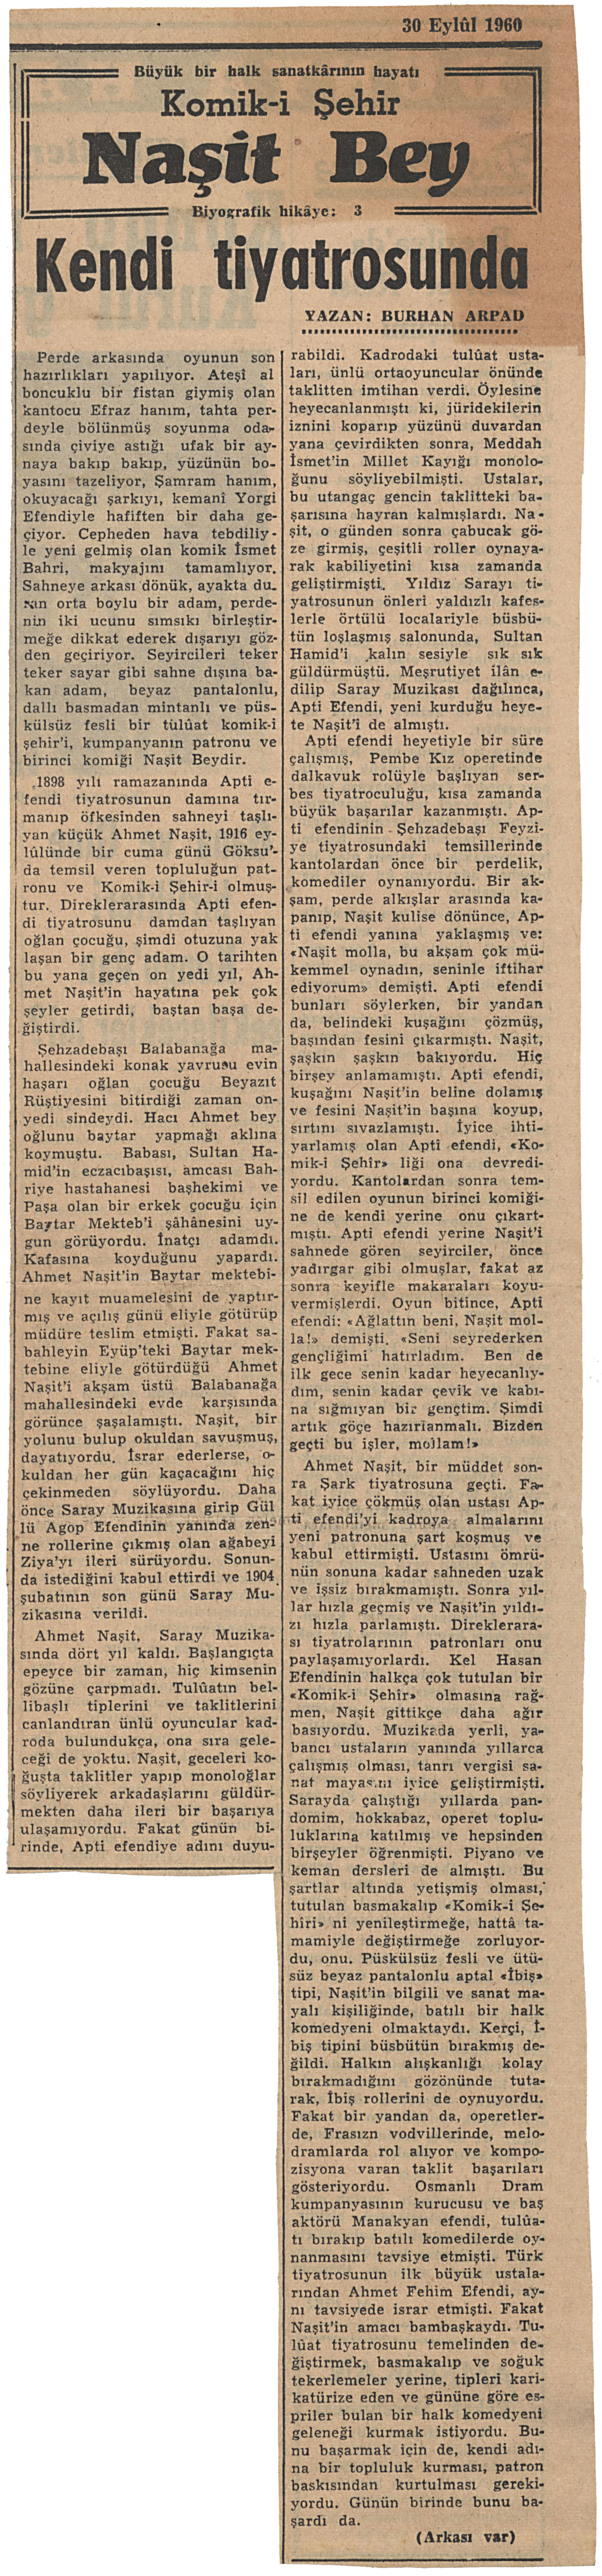 30 Eylûl 1960
Büyük bir halk sanatkârının hayatı
Komik-i Şehir
Naşit Bey
Biyografik hikâye: 3
Kendi tiyatrosunda
YAZAN: BURHAN ARPAD
Perde arkasında oyunun son
hazırlıkları yapılıyor. Ateşî al
boncuklu bir fistan giymiş olan
kantocu Efraz hanım, tahta per-
deyle bölünmüş soyunma oda-
sında çiviye astığı ufak bir ay-
naya bakıp bakıp, yüzünün bo-
yasını tazeliyor, Şamram hanım,
okuyacağı şarkıyı, kemanî Yorgi
Efendiyle hafiften bir daha ge-
çiyor. Cepheden hava tebdiliy-
le yeni gelmiş olan komik İsmet
Bahri, makyajını tamamlıyor.
Sahneye arkası dönük, ayakta du-
ran orta boylu bir adam, perde-
nin iki ucunu sımsıkı birleştir-
meğe dikkat ederek dışarıyı göz-
den geçiriyor. Seyircileri teker
teker sayar gibi sahne dışına ba-
kan adam, beyaz pantalonlu,
dallı basmadan mintanlı ve püs-
külsüz fesli bir tulûat komik-i
şehir'i, kumpanyanın patronu ve
birinci komiği Naşit Beydir.
1898 yılı ramazanında Apti e-
fendi tiyatrosunun damına tır-
manıp öfkesinden sahneyi taşlı-
yan küçük Ahmet Naşit, 1916 ey-
lûlünde bir cuma günü Göksu'-
da temsil veren topluluğun pat-
ronu ve Komik-i Şehir-i olmuş-
tur. Direklerarasında Apti efen-
di tiyatrosunu damdan taşlıyan
oğlan çocuğu, şimdi otuzuna yak
laşan bir genç adam. O tarihten
bu yana geçen on yedi yıl, Ah-
met Naşit'in hayatına pek çok
şeyler getirdi, baştan başa de-
ğiştirdi.
Şehzadebaşı Balabanağa ma-
hallesindeki konak yavrusu evin
haşarı oğlan çocuğu Beyazıt
Rüştiyesini bitirdiği zaman on-
yedi sindeydi. Hacı Ahmet bey
oğlunu baytar yapmağı aklına
koymuştu. Babası, Sultan Ha-
mid'in eczacıbaşısı, amcası Bah-
riye hastahanesi başhekimi ve
Paşa olan bir erkek çocuğu için
Baytar Mekteb'i şâhânesini uy-
gun görüyordu. İnatçı adamdı.
Kafasına koyduğunu yapardı.
Ahmet Naşit'in Baytar mektebi-
ne kayıt muamelesini de yaptır-
mış ve açılış günü eliyle götürüp
müdüre teslim etmişti. Fakat sa-
bahleyin Eyüp'teki Baytar mek-
tebine eliyle götürdüğü Ahmet
Naşit'i akşam üstü Balabanağa
mahallesindeki evde karşısında
görünce şaşalamıştı. Naşit, bir
yolunu bulup okuldan savuşmuş,
dayatıyordu. İsrar ederlerse, o-
kuldan her gün kaçacağını hiç
çekinmeden söylüyordu. Daha
önce Saray Muzikasına girip Gül
lü Agop Efendinin yanında zen-
ne rollerine çıkmış olan ağabeyi
Ziya'yı ileri sürüyordu. Sonun-
da istediğini kabul ettirdi ve 1904
şubatının son günü Saray Mu-
zikasına verildi.
Ahmet Naşit, Saray Muzika-
sında dört yıl kaldı. Başlangıçta
epeyce bir zaman, hiç kimsenin
gözüne çarpmadı. Tulûatın bel-
libaşlı tiplerini ve taklitlerini
canlandıran ünlü oyuncular kad-
roda bulundukça, ona sıra gele-
ceği de yoktu. Naşit, geceleri ko-
ğuşta taklitler yapıp monologlar
söyliyerek arkadaşlarını güldür-
mekten daha ileri bir başarıya
ulaşamıyordu. Fakat günün bi-
rinde, Apti efendiye adını duyu-
rabildi. Kadrodaki tulûat usta-
ları, ünlü ortaoyuncular önünde
taklitten imtihan verdi. Öylesine
heyecanlanmıştı ki, jüridekilerin
iznini koparıp yüzünü duvardan
yana çevirdikten sonra, Meddah
İsmet'in Millet Kayığı monolo-
ğunu söyliyebilmişti. Ustalar,
bu utangaç gencin taklitteki ba-
şarısına hayran kalmışlardı. Na-
şit, o günden sonra çabucak gö-
ze girmiş, çeşitli roller oynaya-
rak kabiliyetini kısa zamanda
geliştirmişti. Yıldız Sarayı ti-
yatrosunun önleri yaldızlı kafes-
lerle örtülü localariyle büsbü-
tün loşlaşmış salonunda, Sultan
Hamid'i kalın sesiyle sık sık
güldürmüştü. Meşrutiyet ilân e-
dilip Saray Muzikası dağılınca,
Apti Efendi, yeni kurduğu heye-
te Naşit'i de almıştı.
Apti efendi heyetiyle bir süre
çalışmış, Pembe Kız operetinde
dalkavuk rolüyle başlıyan ser-
bes tiyatroculuğu, kısa zamanda
büyük başarılar kazanmıştı. Ap-
ti efendinin Şehzadebaşı Feyzi-
ye tiyatrosundaki temsillerinde
kantolardan önce bir perdelik,
komediler oynanıyordu. Bir ak-
şam, perde alkışlar arasında ka-
panıp, Naşit kulise dönünce, Ap-
ti efendi yanına yaklaşmış ve:
«Naşit molla, bu akşam çok mü-
kemmel oynadın, seninle iftihar
ediyorum» demişti. Apti efendi
bunları söylerken, bir yandan
da, belindeki kuşağını çözmüş,
başından fesini çıkarmıştı. Naşit,
şaşkın şaşkın bakıyordu. Hiç
birşey anlamamıştı. Apti efendi,
kuşağını Naşit'in beline dolamış
ve fesini Naşit'in başına koyup,
sırtını sıvazlamıştı. İyice ihti-
yarlamış olan Apti efendi, «Ko-
mik-i Şehir» liği ona devredi-
yordu. Kantolardan sonra tem-
sil edilen oyunun birinci komiği-
ne de kendi yerine onu çıkart-
mıştı. Apti efendi yerine Naşit'i
sahnede gören seyirciler, önce
yadırgar gibi olmuşlar, fakat az
sonra keyifle makaraları koyu-
vermişlerdi. Oyun bitince, Apti
efendi: «Ağlattın beni, Naşit mol-
la!» demişti. «Seni seyrederken
gençliğimi hatırladım. Ben de
ilk gece senin kadar heyecanlıy-
dım, senin kadar çevik ve kabı-
na sığmıyan bir gençtim. Şimdi
artık göçe hazırlanmalı. Bizden
geçti bu işler, mollam!»
Ahmet Naşit, bir müddet son-
ra Şark tiyatrosuna geçti. Fa-
kat iyice çökmüş olan ustası Ap-
ti efendi'yi kadroya almalarını
yeni patronuna şart koşmuş ve
kabul ettirmişti. Ustasını ömrü-
nün sonuna kadar sahneden uzak
ve işsiz bırakmamıştı. Sonra yıl-
lar hızla geçmiş ve Naşit'in yıldı-
zı hızla parlamıştı. Direklerara-
sı tiyatrolarının patronları onu
paylaşamıyorlardı. Kel Hasan
Efendinin halkça çok tutulan bir
«Komik-i Şehir» olmasına rağ-
men, Naşit gittikçe daha ağır
basıyordu. Muzikada yerli, ya-
bancı ustaların yanında yıllarca
çalışmış olması, tanrı vergisi sa-
nat mayasını iyice geliştirmişti.
Sarayda çalıştığı yıllarda pan-
domim, hokkabaz, operet toplu-
luklarına katılmış ve hepsinden
birşeyler öğrenmişti. Piyano ve
keman dersleri de almıştı. Bu
şartlar altında yetişmiş olması,
tutulan basmakalıp «Komik-i Şe-
hiri» ni yenileştirmeğe, hattâ ta-
mamiyle değiştirmeğe zorluyor-
du, onu. Püskülsüz fesli ve ütü-
süz beyaz pantalonlu aptal «İbiş»
tipi, Naşit'in bilgili ve sanat ma-
yalı kişiliğinde, batılı bir halk
komedyeni olmaktaydı. Kerçi, İ-
biş tipini büsbütün bırakmış de-
ğildi. Halkın alışkanlığı kolay
bırakmadığını gözönünde tuta-
rak, İbiş rollerini de oynuyordu.
Fakat bir yandan da, operetler-
de, Frasızn vodvillerinde, melo-
dramlarda rol alıyor ve kompo-
zisyona varan taklit başarıları
gösteriyordu. Osmanlı Dram
kumpanyasının kurucusu ve baş
aktörü Manakyan efendi, tulûa-
tı bırakıp batılı komedilerde oy-
nanmasını tavsiye etmişti. Türk
tiyatrosunun ilk büyük ustala-
rından Ahmet Fehim Efendi, ay-
nı tavsiyede israr etmişti. Fakat
Naşit'in amacı bambaşkaydı. Tu-
lûat tiyatrosunu temelinden de-
ğiştirmek, basmakalıp ve soğuk
tekerlemeler yerine, tipleri kari-
katürize eden ve gününe göre es-
priler bulan bir halk komedyeni
geleneği kurmak istiyordu. Bu-
nu başarmak için de, kendi adı-
na bir topluluk kurması, patron
baskısından kurtulması gereki-
yordu. Günün birinde bunu ba-
şardı da.
(Arkası var)